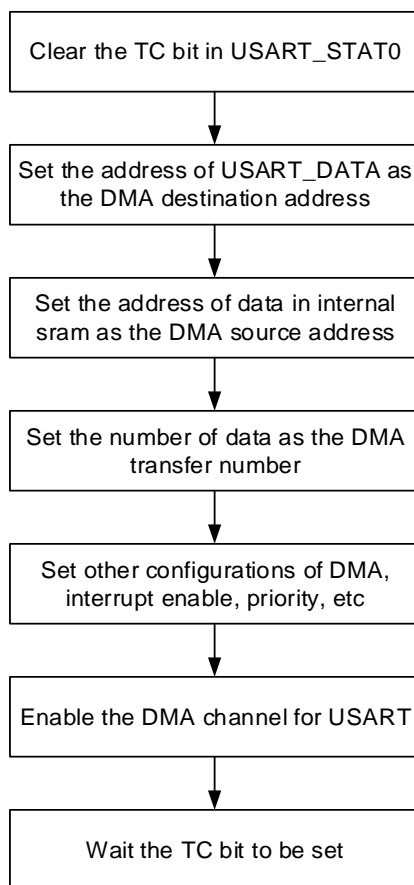 Clear the TC bit in USART_STAT0
Set the address of USART_DATA as
the DMA destination address
Set the address of data in internal
sram as the DMA source address
Set the number of data as the DMA
transfer number
Set other configurations of DMA,
interrupt enable, priority, etc
Enable the DMA channel for USART
Wait the TC bit to be set